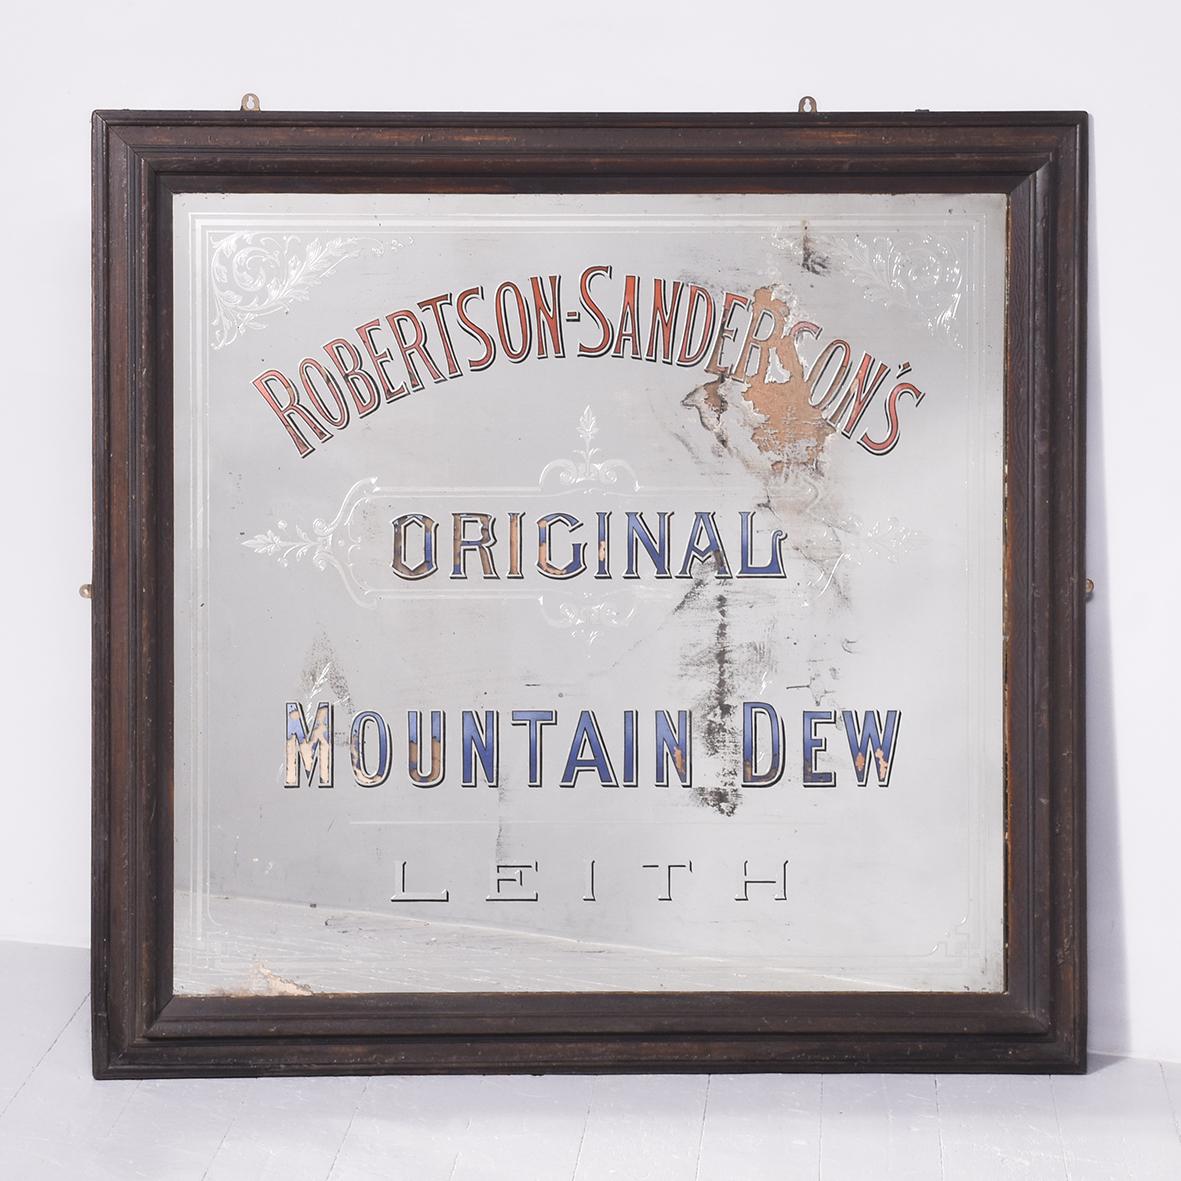 ROBERTSON-SANDERSON'S
ORIGINAL
MOUNTAIN DEW
LEITH